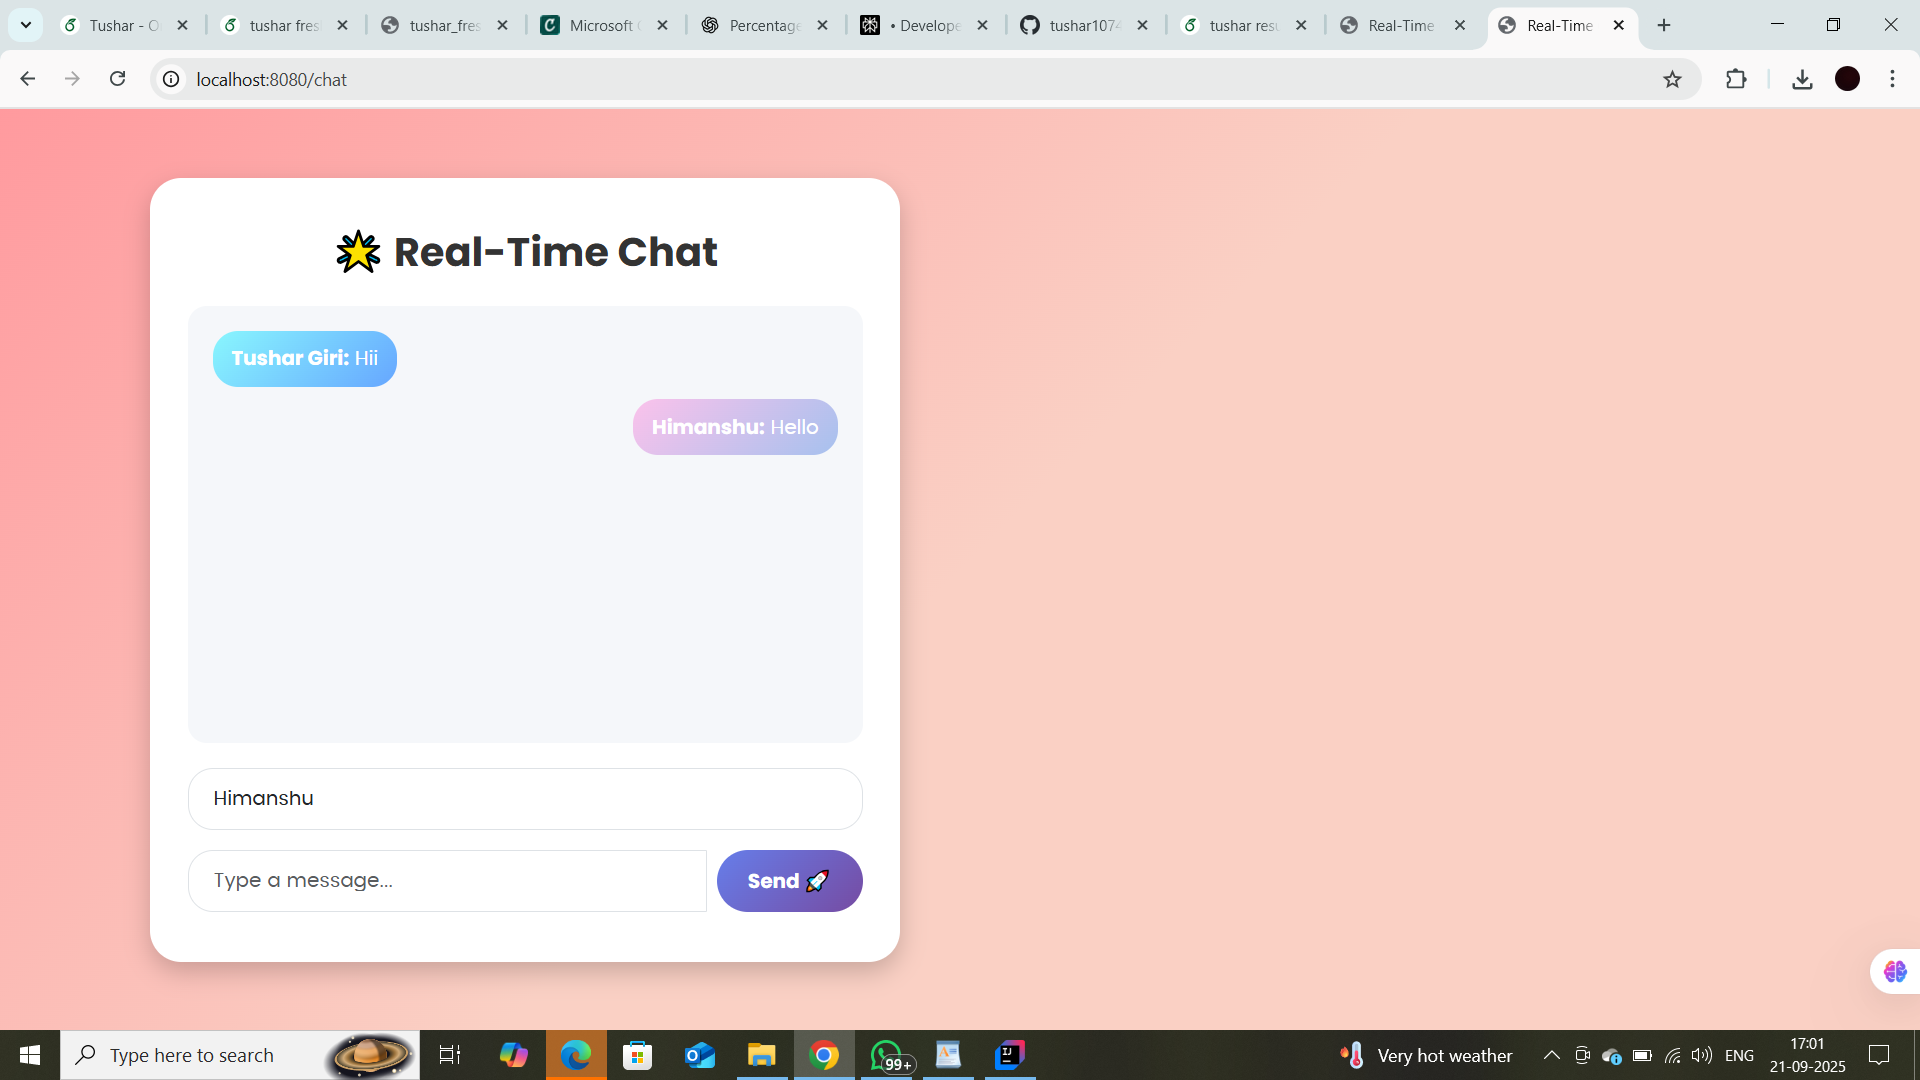 Tushar - O
tushar fres
tushar_fres
Microsoft
Percentage
• Develope
tushar1074
tushar resu
Real-Time
Real-Time
localhost:8080/chat
Real-Time Chat
Tushar Giri: Hii
Himanshu: Hello
Himanshu
Type a message...
Send
Type here to search
99+
Very hot weather
ENG
17:01
21-09-2025